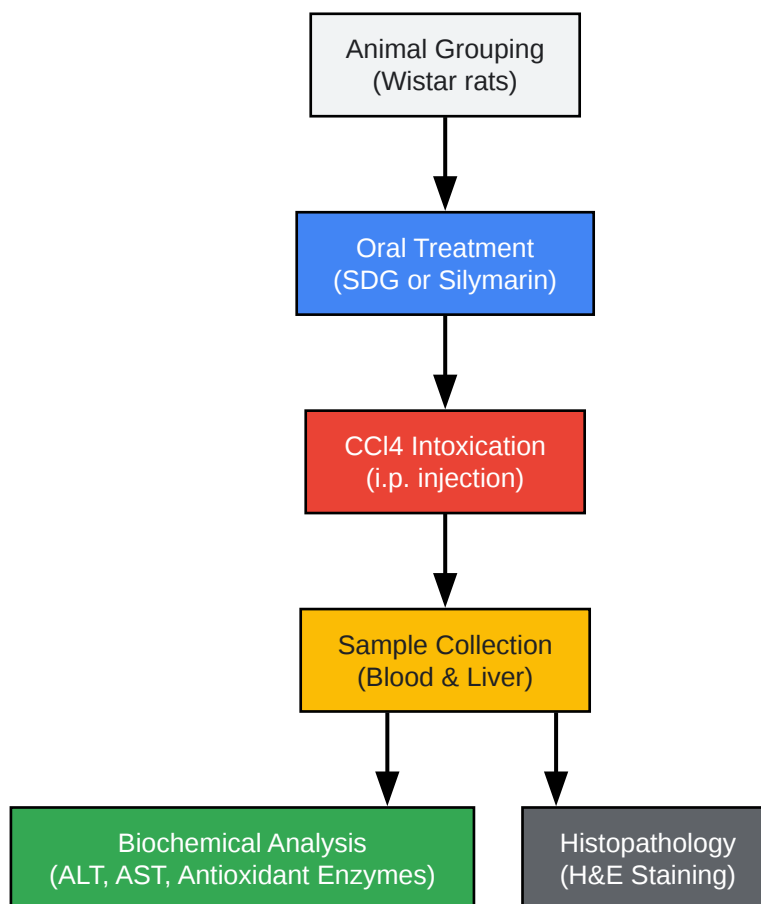 Animal Grouping
(Wistar rats)
Oral Treatment
(SDG or Silymarin)
CCl4 Intoxication
(i.p. injection)
Sample Collection
(Blood & Liver)
Biochemical Analysis
(ALT, AST, Antioxidant Enzymes)
Histopathology
(H&E Staining)